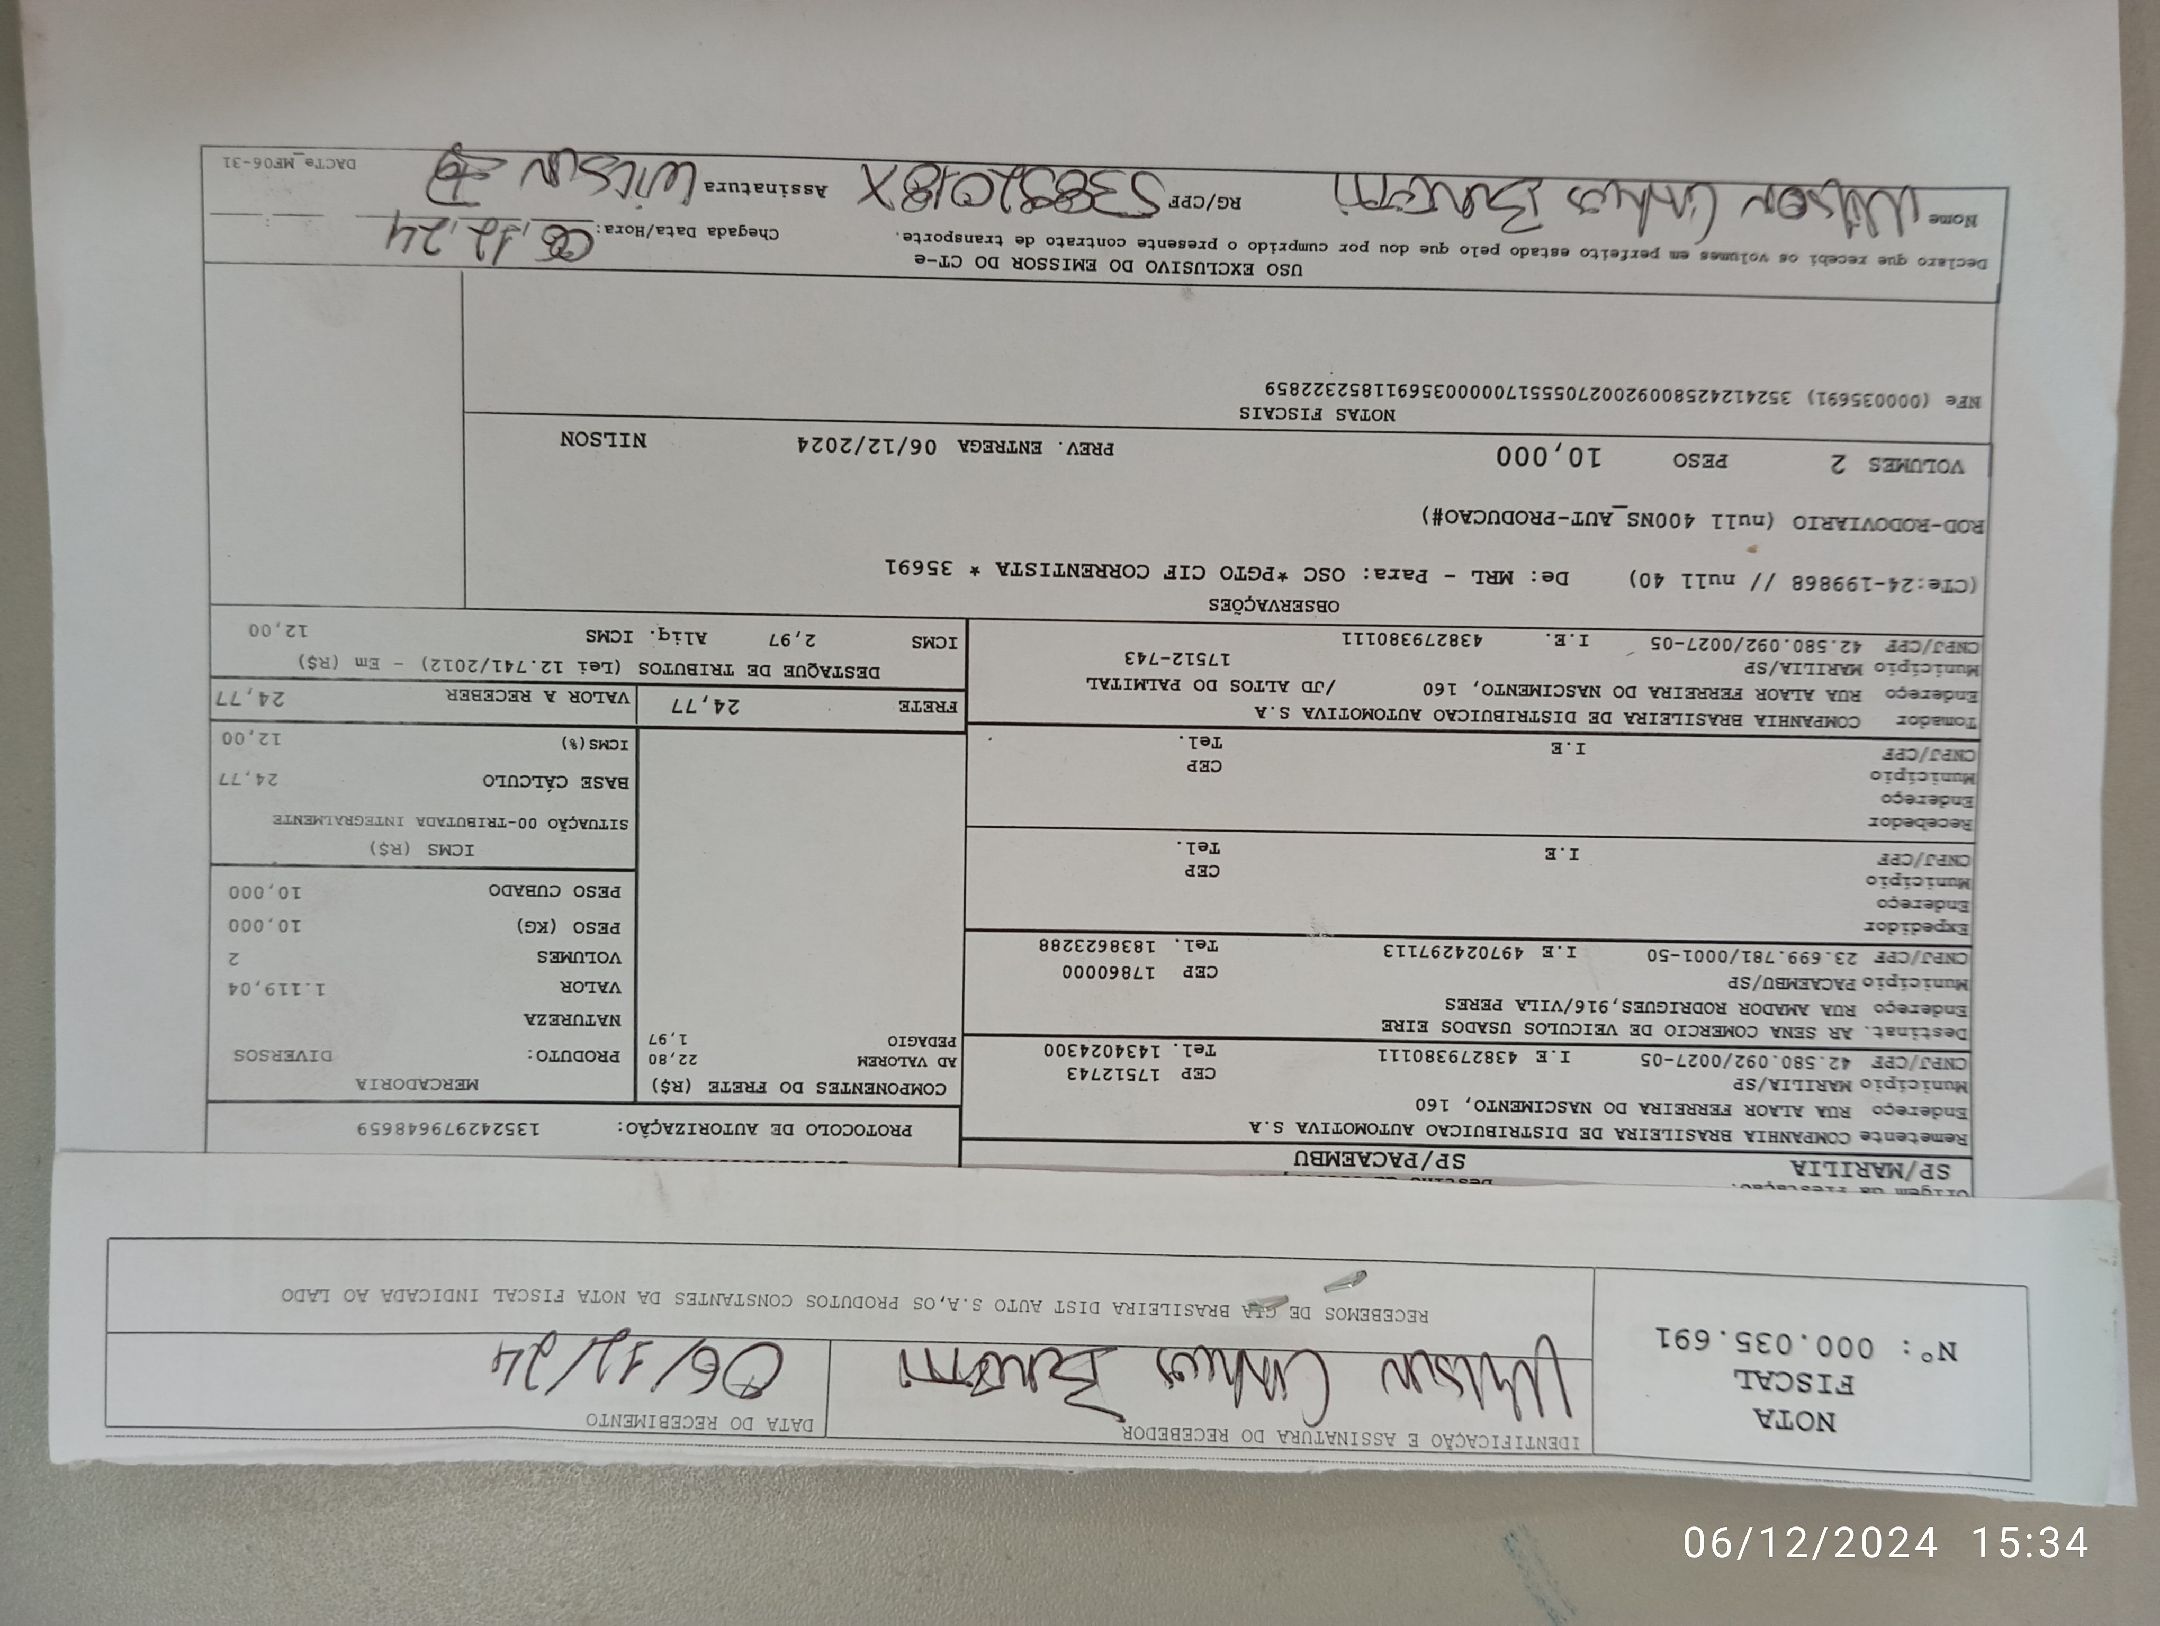 NOTA
FISCAL
Nº: 000.035.691
IDENTIFICAÇÃO E ASSINATURA DO RECEBEDOR
DATA DO RECEBIMENTO
Carlos 06/12/24
RECEBEMOS DE CIA BRASILEIRA DIST AUTO S.A,OS PRODUTOS CONSTANTES DA NOTA FISCAL INDICADA AO LADO
SP/MARILIA SP/PACAEMBU
Remetente COMPANHIA BRASILEIRA DE DISTRIBUICAO AUTOMOTIVA S.A
Endereço RUA ALAOR FERREIRA DO NASCIMENTO, 160
Município MARILIA/SP CEP 17512743
CNPJ/CPF 42.580.092/0027-05 I.E 438279380111 Tel. 1434024300
Destinat. AR SENA COMERCIO DE VEICULOS USADOS EIRE
Endereço RUA AMADOR RODRIGUES,916/VILA PERES
Município PACAEMBU/SP CEP 17860000
CNPJ/CPF 23.699.781/0001-50 I.E 497024297113 Tel. 1838623288
Expedidor
Endereço
Município CEP
CNPJ/CPF I.E Tel.
Recebedor
Endereço
Município CEP
CNPJ/CPF I.E Tel.
Tomador COMPANHIA BRASILEIRA DE DISTRIBUICAO AUTOMOTIVA S.A
Endereço RUA ALAOR FERREIRA DO NASCIMENTO, 160 /JD ALTOS DO PALMITAL
Município MARILIA/SP 17512-743
CNPJ/CPF 42.580.092/0027-05 I.E. 438279380111
PROTOCOLO DE AUTORIZAÇÃO: 135242979648659
COMPONENTES DO FRETE (R$)
AD VALOREM 22,80
PEDAGIO 1,97
MERCADORIA
PRODUTO: DIVERSOS
NATUREZA
VALOR 1.119,04
VOLUMES 2
PESO (KG) 10,000
PESO CUBADO 10,000
ICMS (R$)
SITUAÇÃO 00-TRIBUTADA INTEGRALMENTE
BASE CÁLCULO 24,77
ICMS(%) 12,00
FRETE 24,77 VALOR A RECEBER 24,77
DESTAQUE DE TRIBUTOS (Lei 12.741/2012) - Em (R$)
ICMS 2,97 Aliq. ICMS 12,00
OBSERVAÇÕES
(CTe:24-199868 // null 40) De: MRL - Para: OSC *PGTO CIF CORRENTISTA * 35691
ROD-RODOVIARIO (null 400NS_AUT-PRODUCAO#)
VOLUMES 2 PESO 10,000 PREV. ENTREGA 06/12/2024 NILSON
NOTAS FISCAIS
NFe (000035691) 35241242580092002705551700000356911852322859
USO EXCLUSIVO DO EMISSOR DO CT-e
Declaro que recebi os volumes em perfeito estado pelo que dou por cumprido o presente contrato de transporte. Chegada Data/Hora: 06,12,24 :
Nome Wilson Carlos RG/CPF Assinatura Wilson
DACTe_MF06-31
06/12/2024 15:34